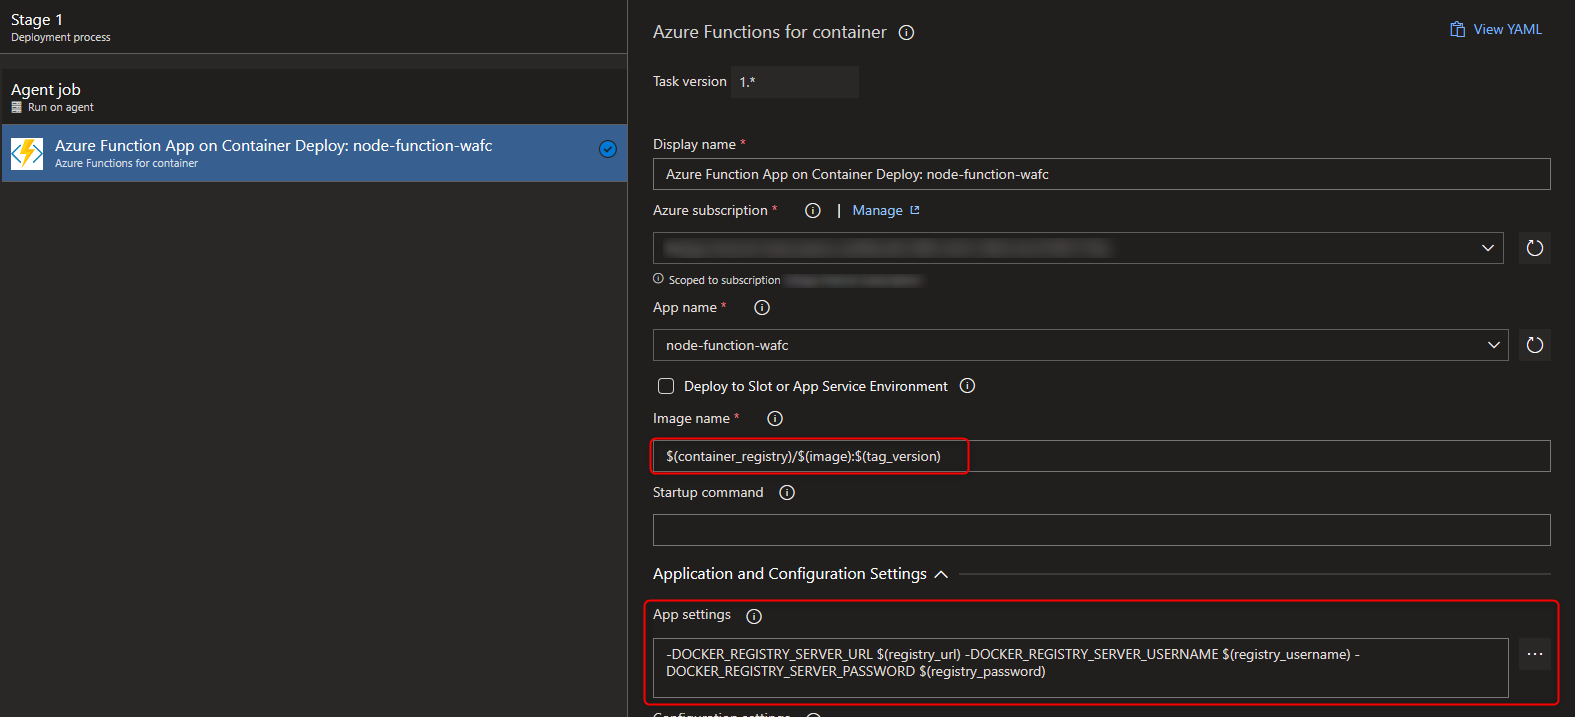 Stage 1
Deployment process
Agent job
Run on agent
Azure Function App on Container Deploy: node-function-wafc
Azure Functions for container
Azure Functions for container
View YAML
Task version 1.*
Display name *
Azure Function App on Container Deploy: node-function-wafc
Azure subscription * | Manage
Scoped to subscription
App name *
node-function-wafc
Deploy to Slot or App Service Environment
Image name *
$(container_registry)/$(image):$(tag_version)
Startup command
Application and Configuration Settings
App settings
-DOCKER_REGISTRY_SERVER_URL $(registry_url) -DOCKER_REGISTRY_SERVER_USERNAME $(registry_username) -
DOCKER_REGISTRY_SERVER_PASSWORD $(registry_password)
Configuration settings